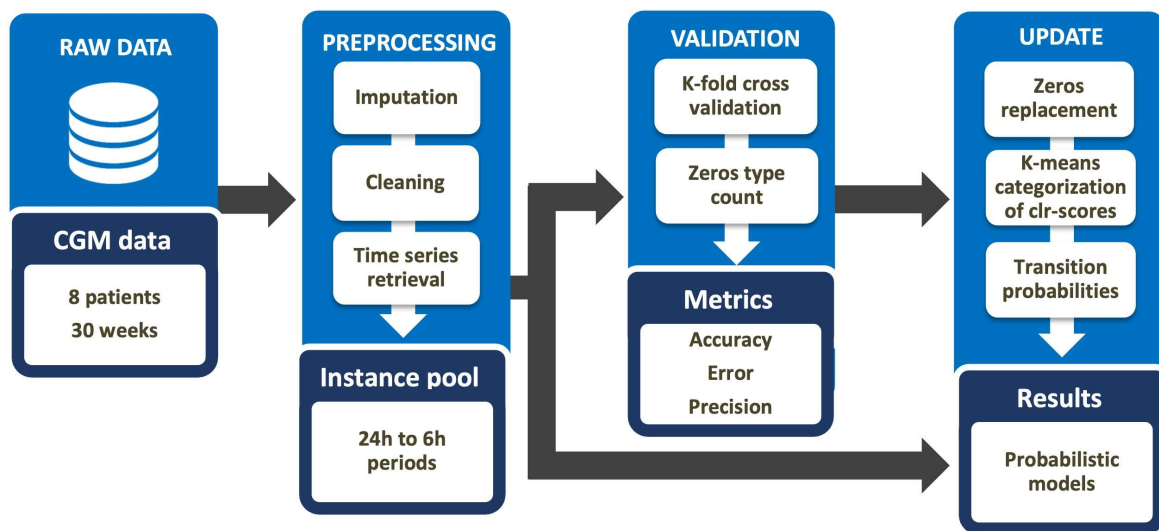 RAW DATA
CGM data
8 patients
30 weeks
PREPROCESSING
Imputation
Cleaning
Time series
retrieval
Instance pool
24h to 6h
periods
VALIDATION
K-fold cross
validation
Zeros type
count
Metrics
Accuracy
Error
Precision
UPDATE
Zeros
replacement
K-means
categorization
of clr-scores
Transition
probabilities
Results
Probabilistic
models